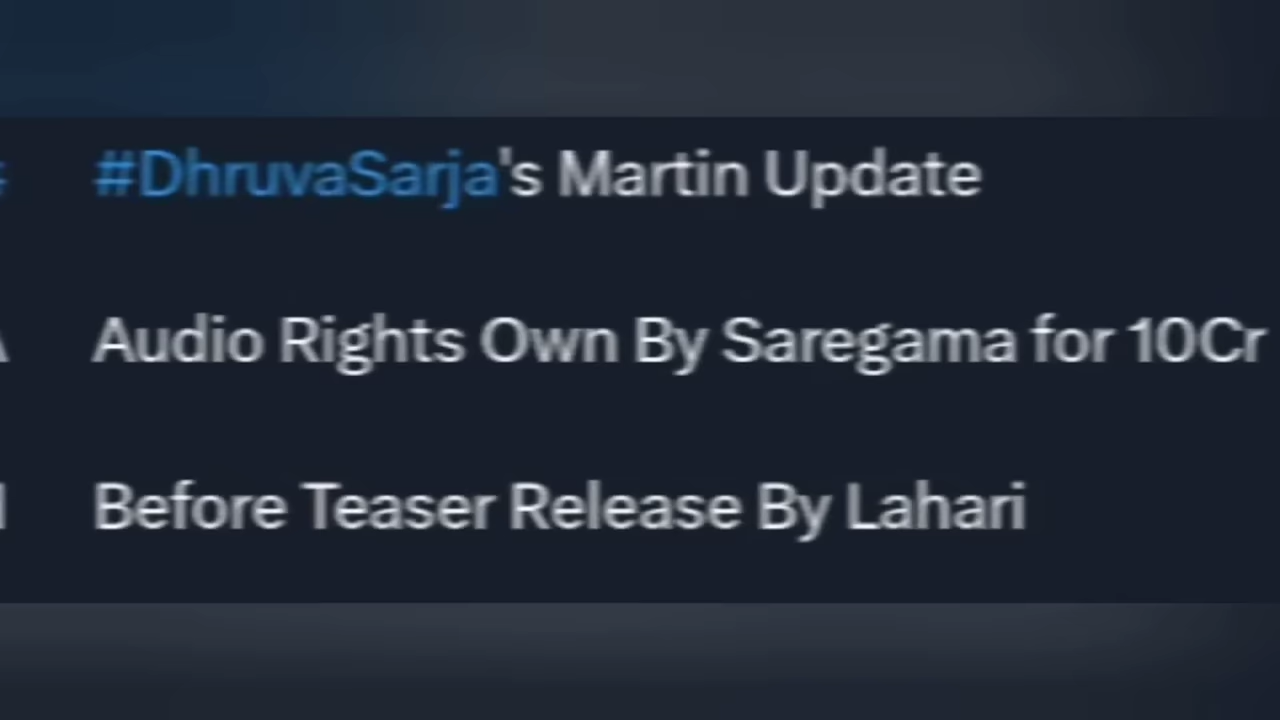 #DhruvaSarja's Martin Update
Audio Rights Own By Saregama for 10Cr
Before Teaser Release By Lahari